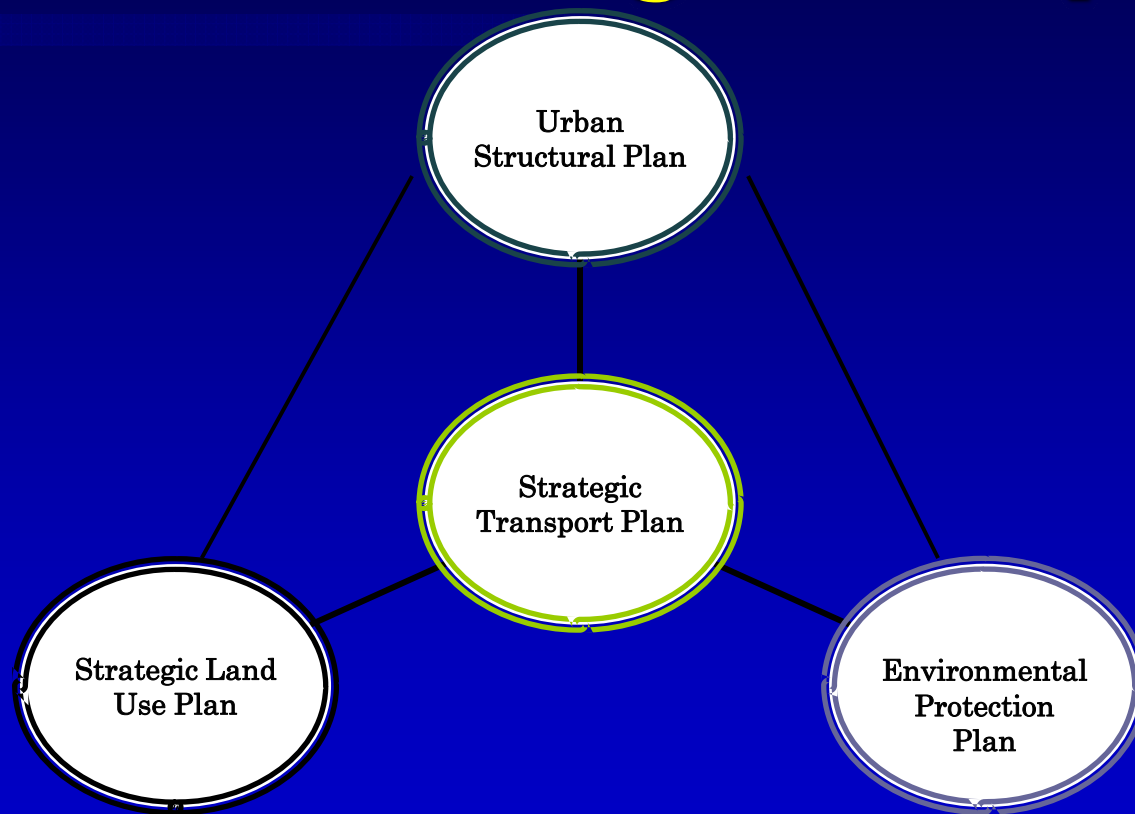 Urban
Structural Plan
Strategic
Transport Plan
Strategic Land
Use Plan
Environmental
Protection
Plan